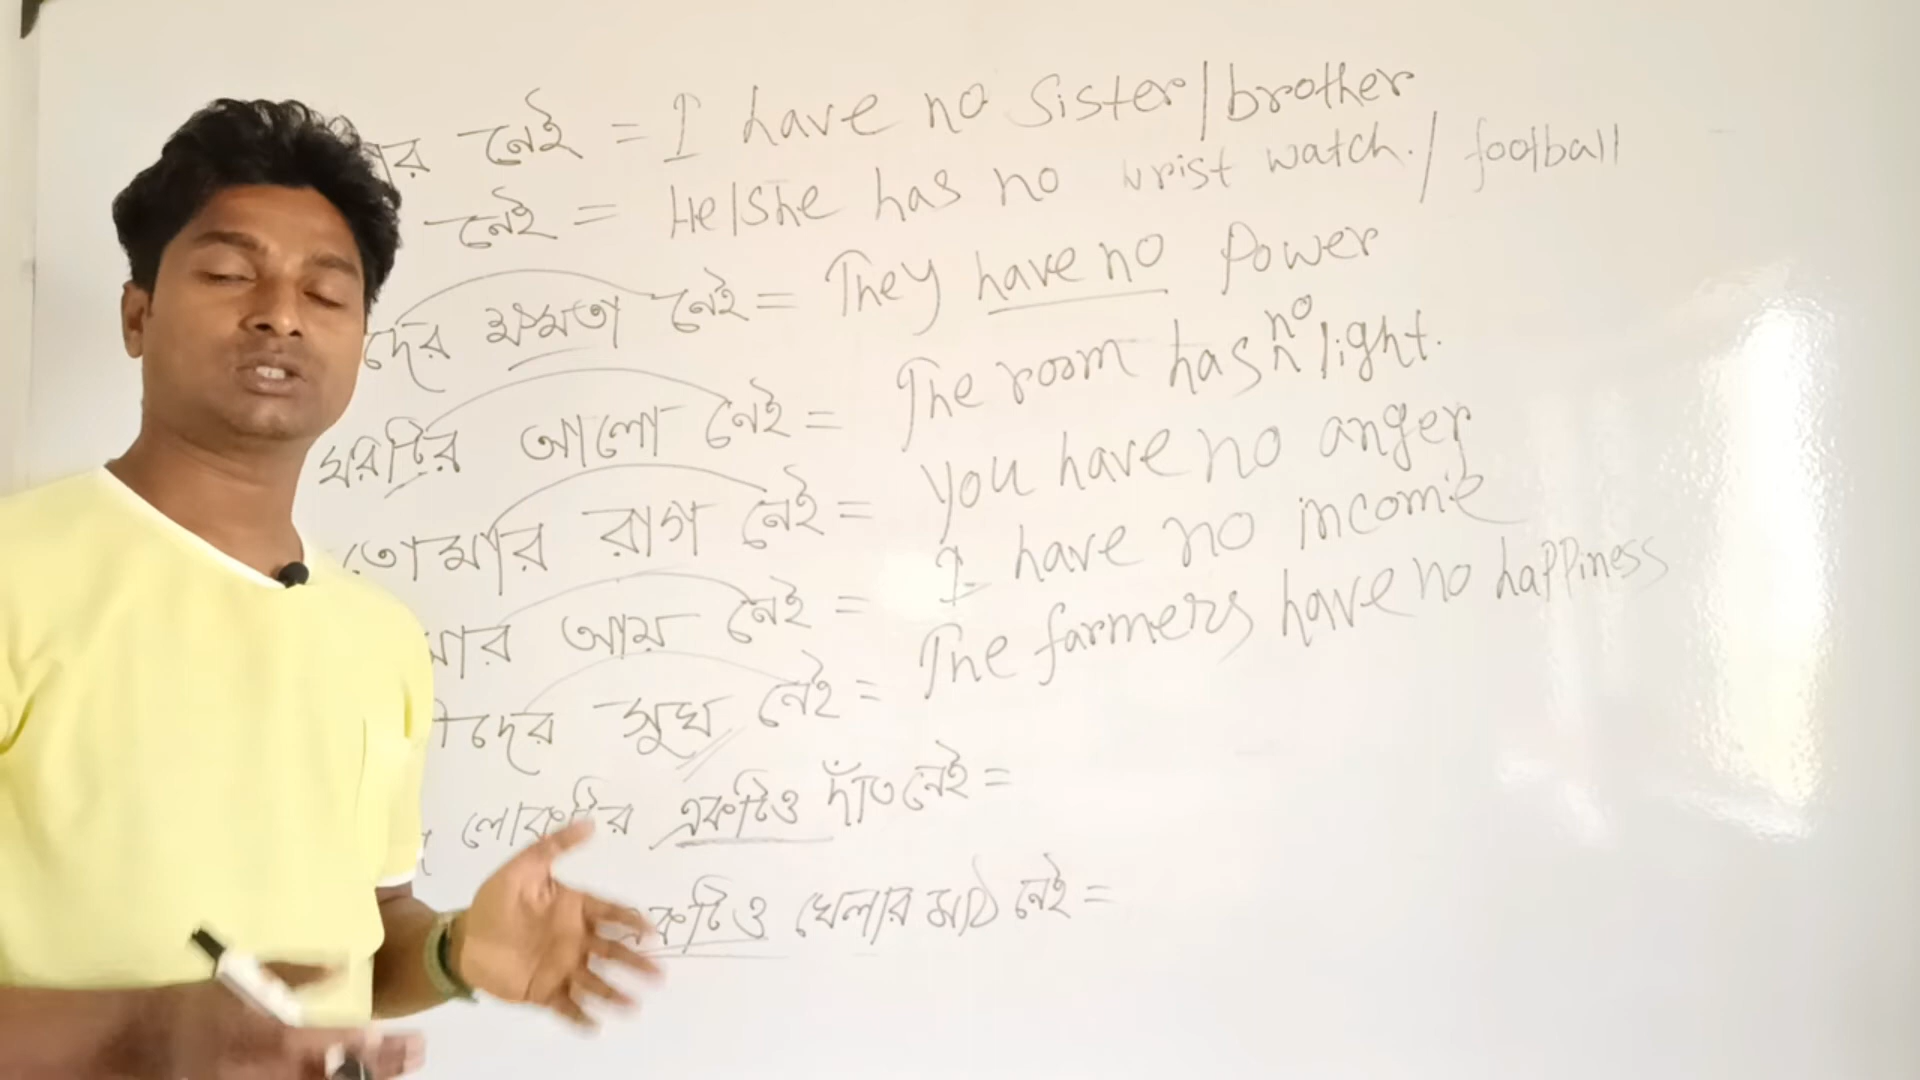 নেই = I have no Sister/brother
নেই = He/She has no wrist watch./ football
দের ক্ষমতা নেই = They have no Power
ঘরটির আলো নেই = The room has no light.
তোমার রাগ নেই = you have no anger
মার আয় নেই = I have no income
দের সুখ নেই = The farmers have no happiness
লোকটির একটিও দাঁত নেই =
একটিও খেলার মাঠ নেই =